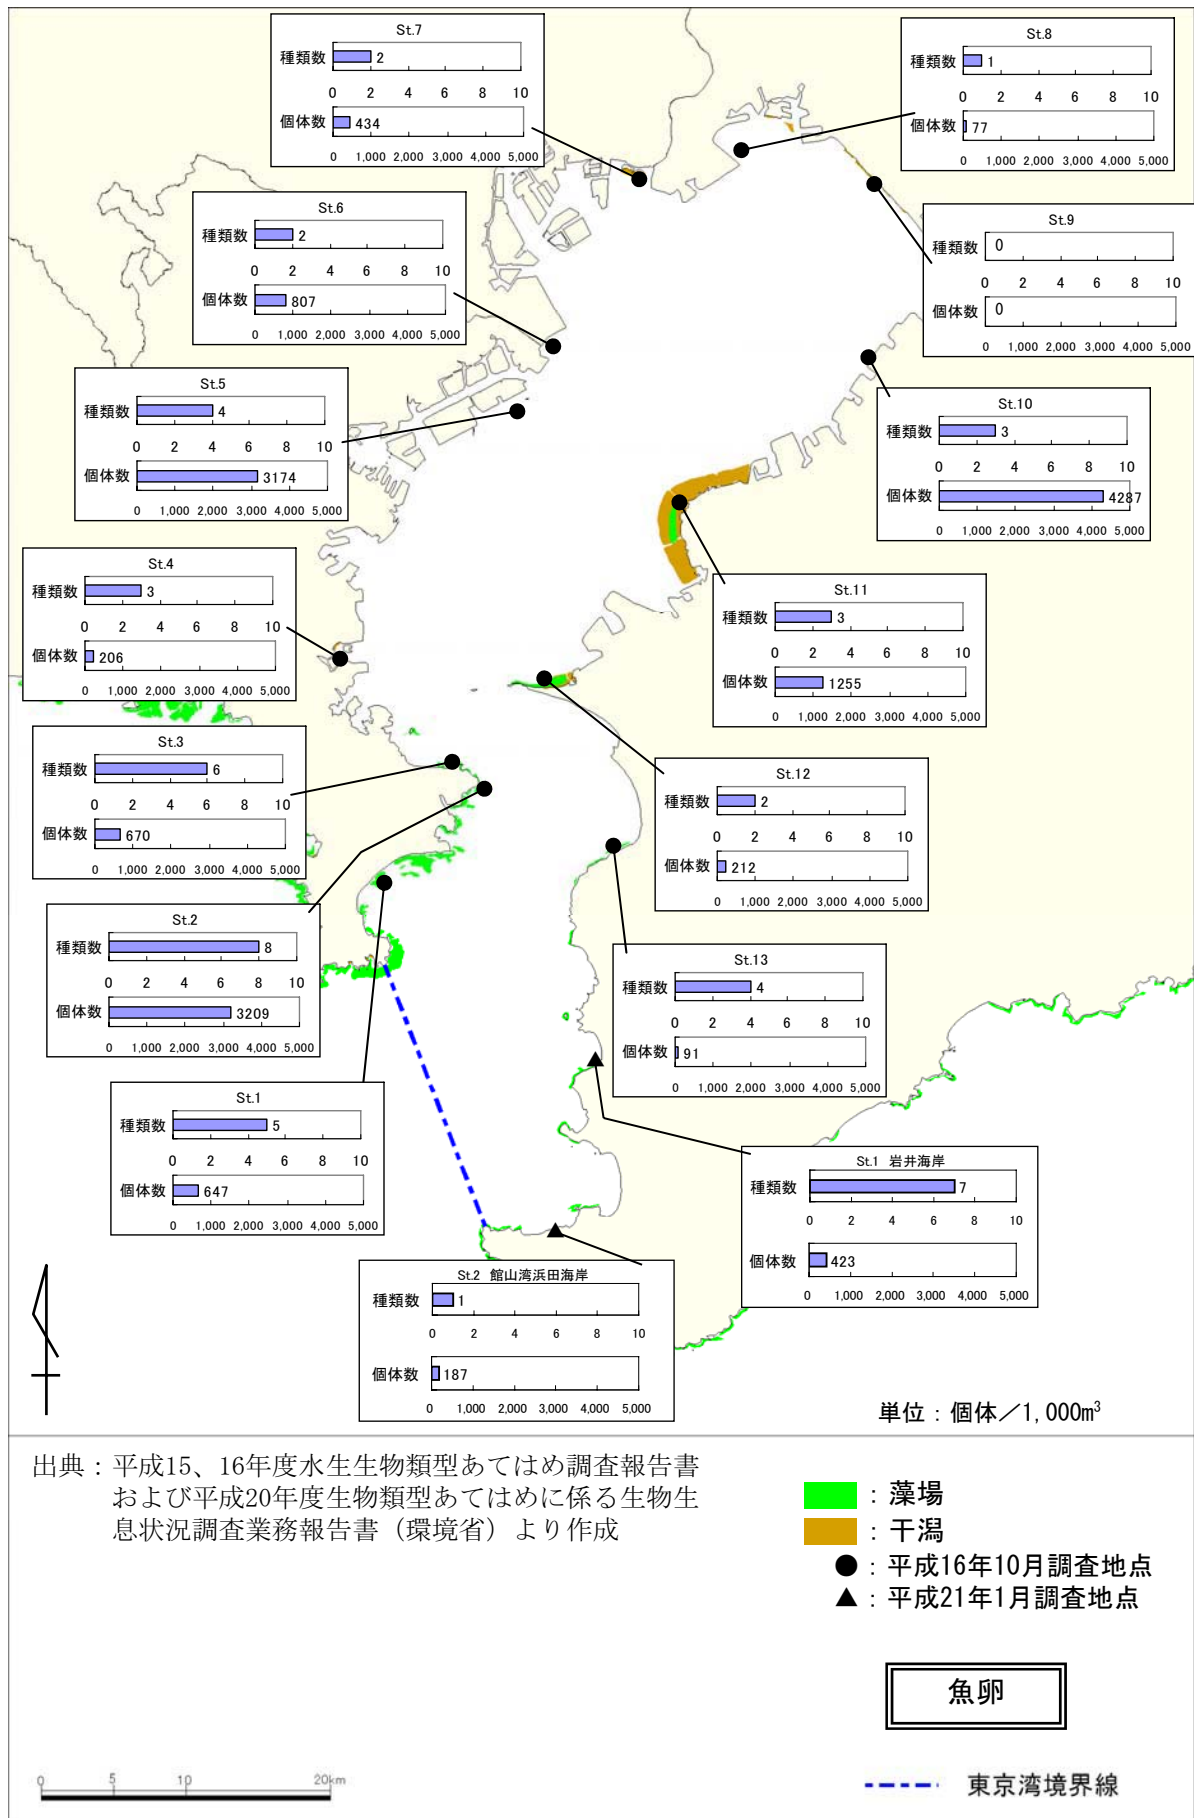 St.7
種類数
2
0 2 4 6 8 10
個体数
434
0 1,000 2,000 3,000 4,000 5,000
St.8
種類数
1
0 2 4 6 8 10
個体数
77
0 1,000 2,000 3,000 4,000 5,000
St.6
種類数
2
0 2 4 6 8 10
個体数
807
0 1,000 2,000 3,000 4,000 5,000
St.9
種類数
0
0 2 4 6 8 10
個体数
0
0 1,000 2,000 3,000 4,000 5,000
St.5
種類数
4
0 2 4 6 8 10
個体数
3174
0 1,000 2,000 3,000 4,000 5,000
St.10
種類数
3
0 2 4 6 8 10
個体数
4287
0 1,000 2,000 3,000 4,000 5,000
St.4
種類数
3
0 2 4 6 8 10
個体数
206
0 1,000 2,000 3,000 4,000 5,000
St.11
種類数
3
0 2 4 6 8 10
個体数
1255
0 1,000 2,000 3,000 4,000 5,000
St.3
種類数
6
0 2 4 6 8 10
個体数
670
0 1,000 2,000 3,000 4,000 5,000
St.12
種類数
2
0 2 4 6 8 10
個体数
212
0 1,000 2,000 3,000 4,000 5,000
St.2
種類数
8
0 2 4 6 8 10
個体数
3209
0 1,000 2,000 3,000 4,000 5,000
St.13
種類数
4
0 2 4 6 8 10
個体数
91
0 1,000 2,000 3,000 4,000 5,000
St.1
種類数
5
0 2 4 6 8 10
個体数
647
0 1,000 2,000 3,000 4,000 5,000
St.1 岩井海岸
種類数
7
0 2 4 6 8 10
個体数
423
0 1,000 2,000 3,000 4,000 5,000
St.2 館山湾浜田海岸
種類数
1
0 2 4 6 8 10
個体数
187
0 1,000 2,000 3,000 4,000 5,000
単位：個体／1,000m³
出典：平成15、16年度水生生物類型あてはめ調査報告書
および平成20年度生物類型あてはめに係る生物生
息状況調査業務報告書（環境省）より作成
：藻場
：干潟
：平成16年10月調査地点
：平成21年1月調査地点
魚卵
0 5 10 20km
東京湾境界線